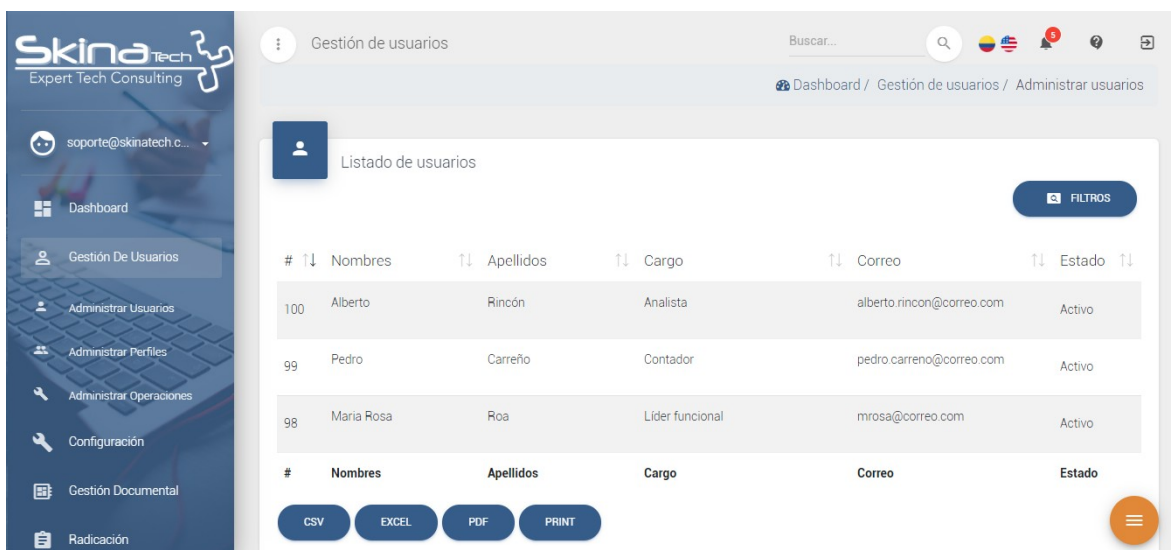 Skina Tech
Expert Tech Consulting
soporte@skinatech.c...
Dashboard
Gestión De Usuarios
Administrar Usuarios
Administrar Perfiles
Administrar Operaciones
Configuración
Gestión Documental
Radicación
Gestión de usuarios
Buscar...
5
Dashboard / Gestión de usuarios / Administrar usuarios
Listado de usuarios
FILTROS
# Nombres Apellidos Cargo Correo Estado
100 Alberto Rincón Analista alberto.rincon@correo.com Activo
99 Pedro Carreño Contador pedro.carreno@correo.com Activo
98 Maria Rosa Roa Líder funcional mrosa@correo.com Activo
# Nombres Apellidos Cargo Correo Estado
CSV EXCEL PDF PRINT